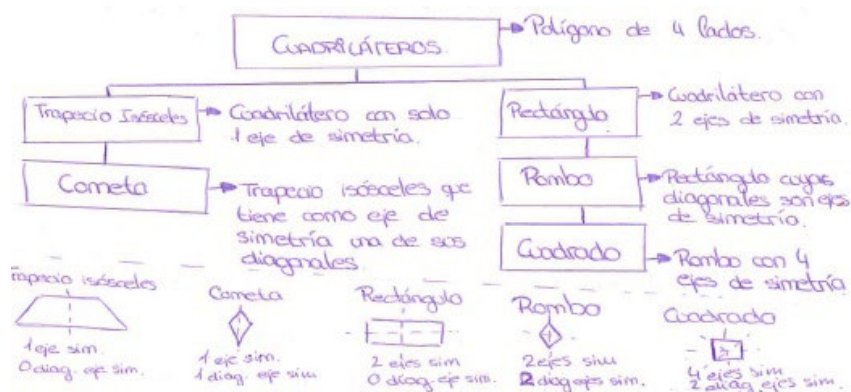 CUADRILÁTEROS.
Polígono de 4 lados.
Trapecio Isósceles
Cuadrilátero con solo
1 eje de simetría.
Cometa
Trapecio isósceles que
tiene como eje de
simetría una de sus
diagonales.
Rectángulo
Cuadrilátero con
2 ejes de simetría.
Rombo
Rectángulo cuyas
diagonales son ejes
de simetría.
Cuadrado
Rombo con 4
ejes de simetría
Trapecio isósceles
1 eje sim.
0 diag. eje sim.
Cometa
1 eje sim.
1 diag. eje sim
Rectángulo
2 ejes sim
0 diag. eje sim.
Rombo
2 ejes sim
2 diag ejes sim.
Cuadrado
4 ejes sim
2 diag. ejes sim.